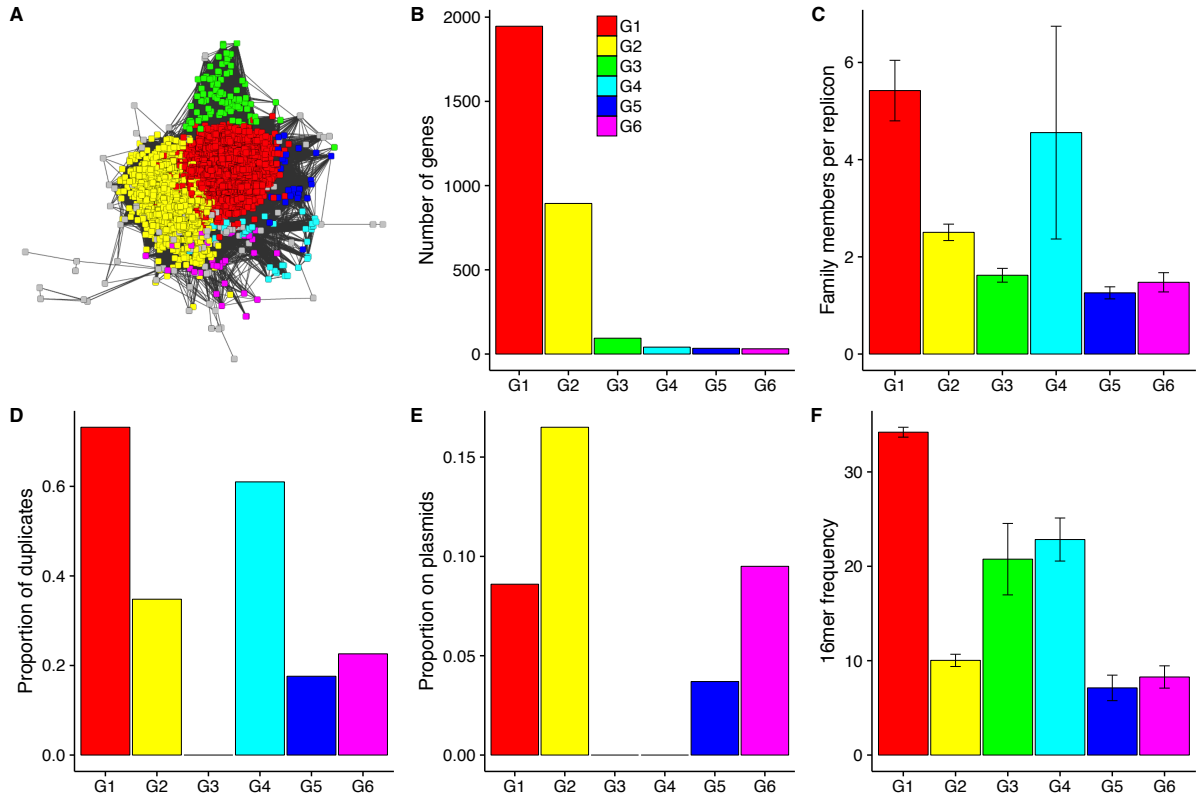 A
B
Number of genes
2000
1500
1000
500
0
G1
G2
G3
G4
G5
G6
G1 G2 G3 G4 G5 G6
C
Family members per replicon
6
4
2
0
G1 G2 G3 G4 G5 G6
D
Proportion of duplicates
0.6
0.4
0.2
0.0
G1 G2 G3 G4 G5 G6
E
Proportion on plasmids
0.15
0.10
0.05
0.00
G1 G2 G3 G4 G5 G6
F
16mer frequency
30
20
10
0
G1 G2 G3 G4 G5 G6